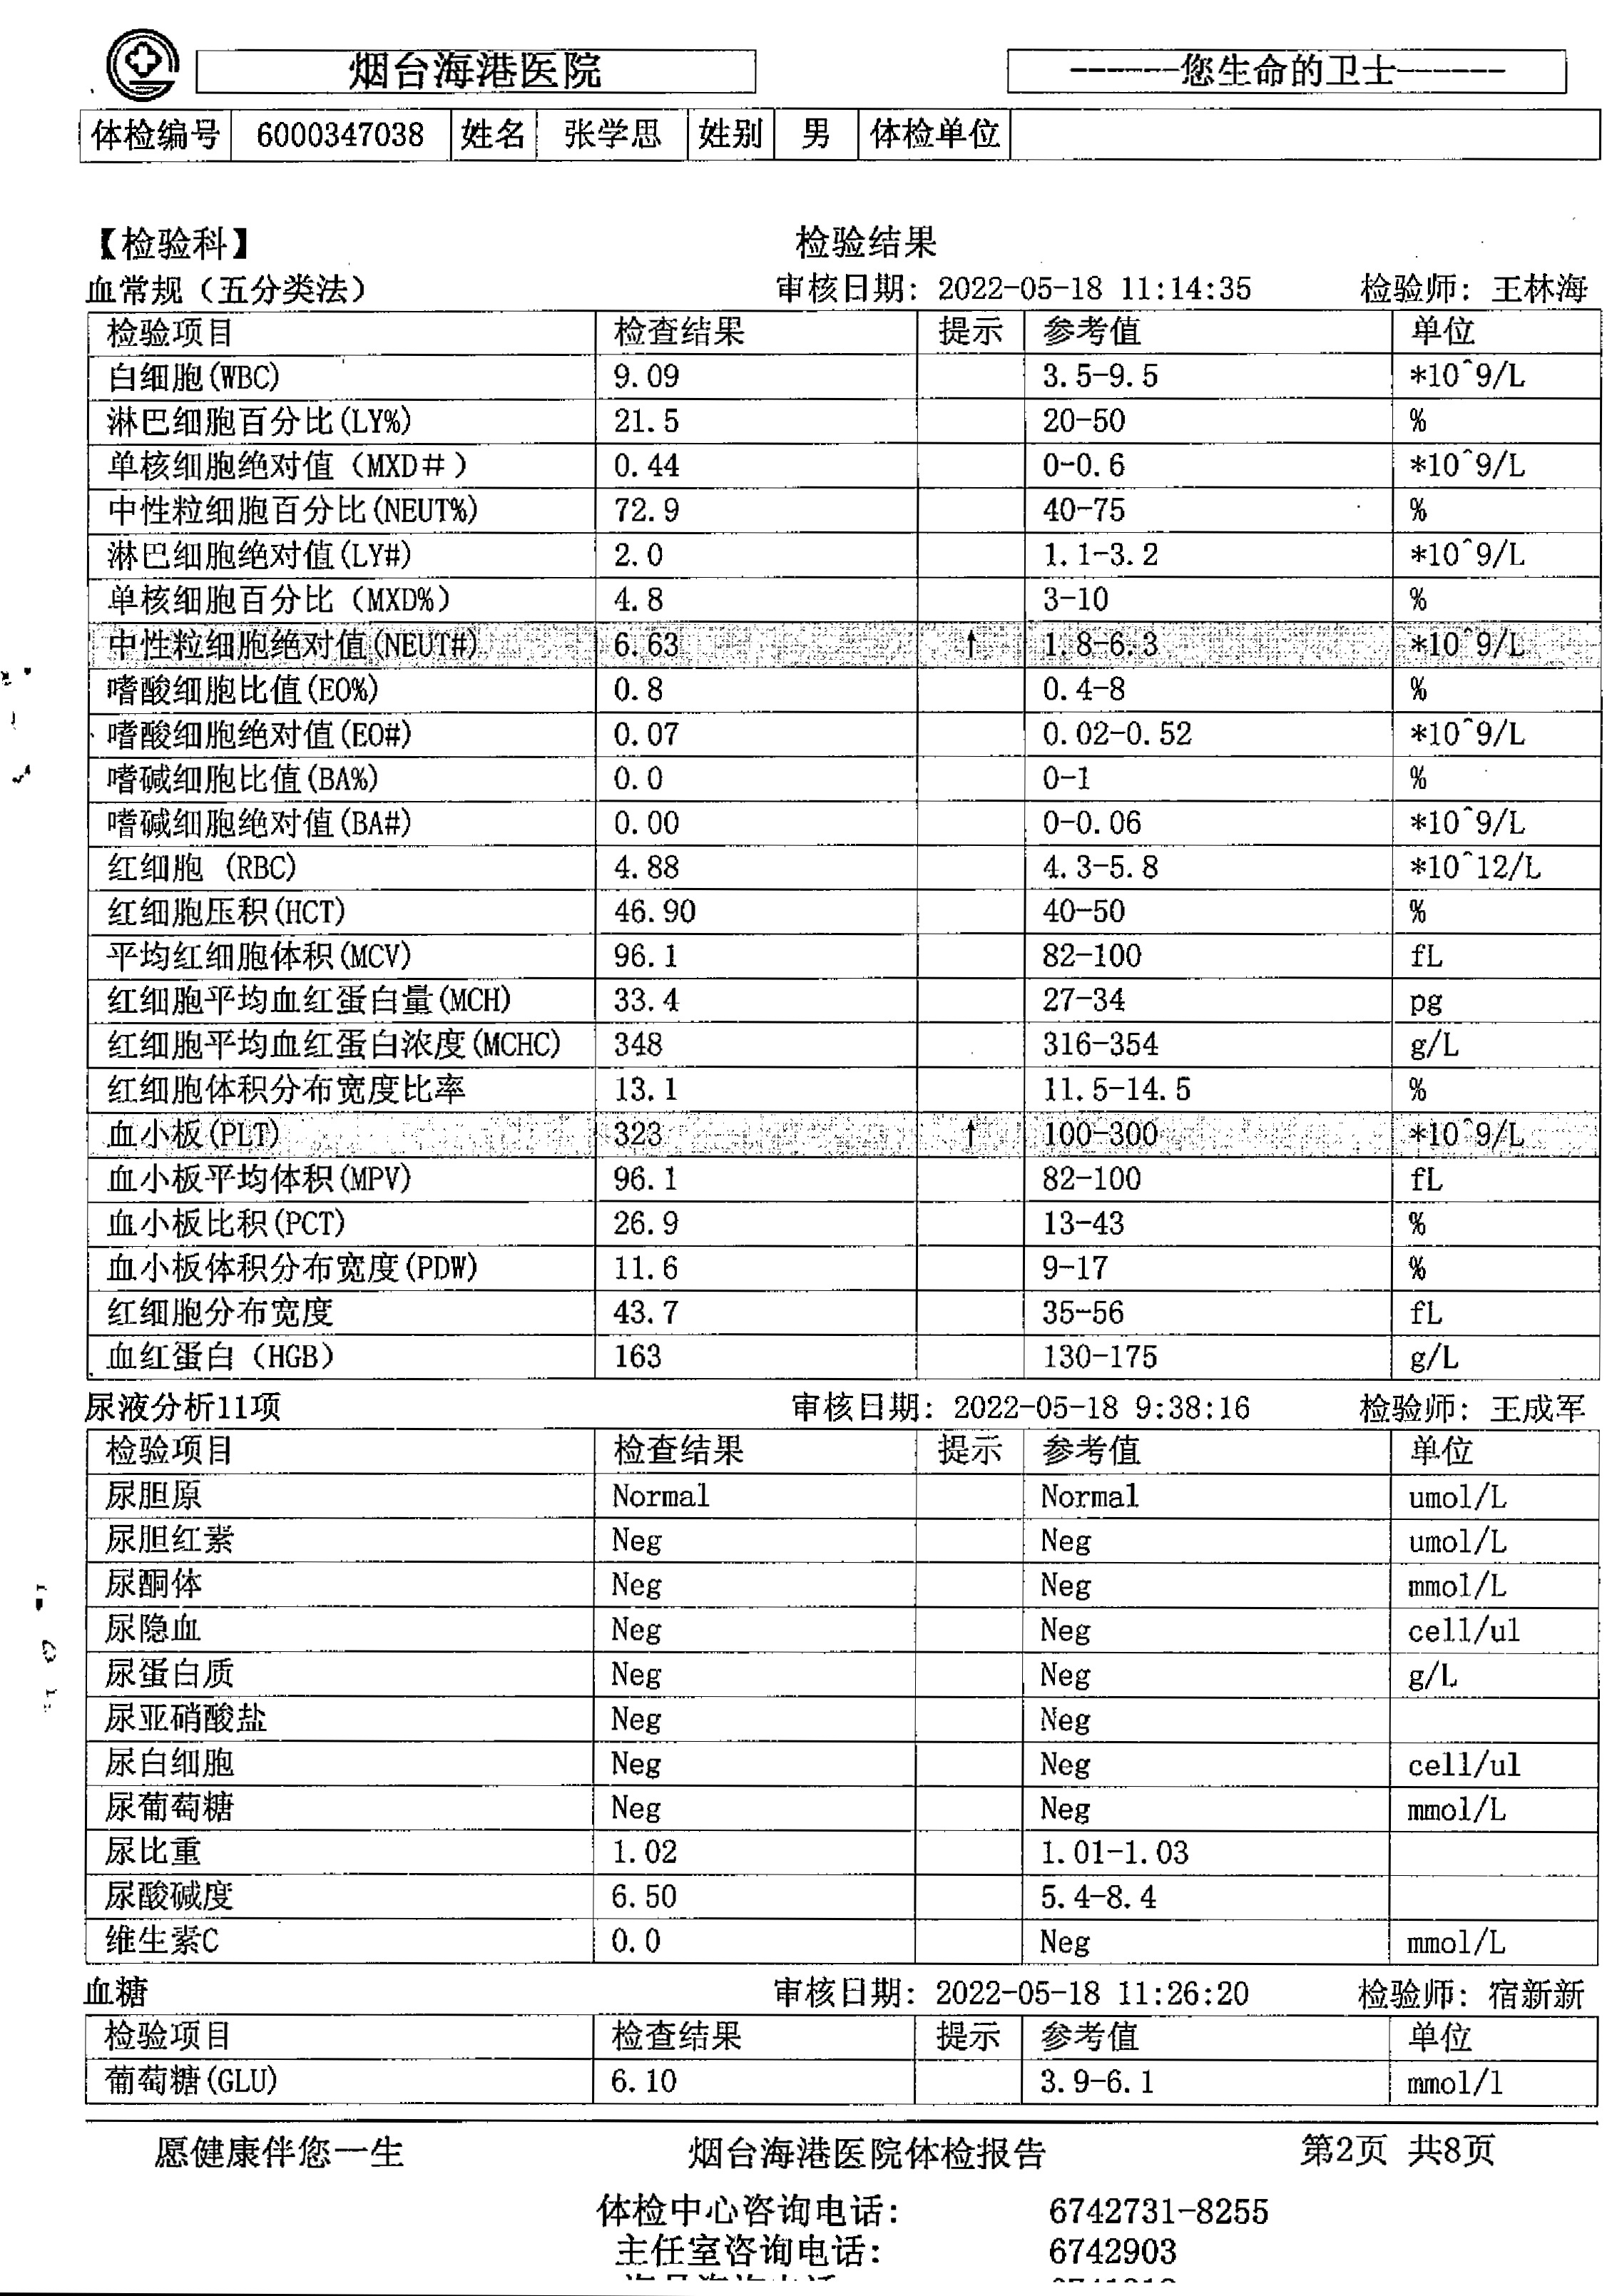 烟台海港医院 ------您生命的卫士------
体检编号 6000347038 姓名 张学思 姓别 男 体检单位
【检验科】 检验结果
血常规（五分类法） 审核日期: 2022-05-18 11:14:35 检验师: 王林海
检验项目 检查结果 提示 参考值 单位
白细胞(WBC) 9.09 3.5-9.5 *10^9/L
淋巴细胞百分比(LY%) 21.5 20-50 %
单核细胞绝对值（MXD＃） 0.44 0-0.6 *10^9/L
中性粒细胞百分比(NEUT%) 72.9 40-75 %
淋巴细胞绝对值(LY#) 2.0 1.1-3.2 *10^9/L
单核细胞百分比（MXD%） 4.8 3-10 %
中性粒细胞绝对值(NEUT#) 6.63 ↑ 1.8-6.3 *10^9/L
嗜酸细胞比值(EO%) 0.8 0.4-8 %
嗜酸细胞绝对值(EO#) 0.07 0.02-0.52 *10^9/L
嗜碱细胞比值(BA%) 0.0 0-1 %
嗜碱细胞绝对值(BA#) 0.00 0-0.06 *10^9/L
红细胞 (RBC) 4.88 4.3-5.8 *10^12/L
红细胞压积(HCT) 46.90 40-50 %
平均红细胞体积(MCV) 96.1 82-100 fL
红细胞平均血红蛋白量(MCH) 33.4 27-34 pg
红细胞平均血红蛋白浓度(MCHC) 348 316-354 g/L
红细胞体积分布宽度比率 13.1 11.5-14.5 %
血小板(PLT) 323 ↑ 100-300 *10^9/L
血小板平均体积(MPV) 96.1 82-100 fL
血小板比积(PCT) 26.9 13-43 %
血小板体积分布宽度(PDW) 11.6 9-17 %
红细胞分布宽度 43.7 35-56 fL
血红蛋白（HGB） 163 130-175 g/L
尿液分析11项 审核日期: 2022-05-18 9:38:16 检验师: 王成军
检验项目 检查结果 提示 参考值 单位
尿胆原 Normal Normal umol/L
尿胆红素 Neg Neg umol/L
尿酮体 Neg Neg mmol/L
尿隐血 Neg Neg cell/ul
尿蛋白质 Neg Neg g/L
尿亚硝酸盐 Neg Neg
尿白细胞 Neg Neg cell/ul
尿葡萄糖 Neg Neg mmol/L
尿比重 1.02 1.01-1.03
尿酸碱度 6.50 5.4-8.4
维生素C 0.0 Neg mmol/L
血糖 审核日期: 2022-05-18 11:26:20 检验师: 宿新新
检验项目 检查结果 提示 参考值 单位
葡萄糖(GLU) 6.10 3.9-6.1 mmol/l
愿健康伴您一生 烟台海港医院体检报告 第2页 共8页
体检中心咨询电话: 6742731-8255
主任室咨询电话: 6742903